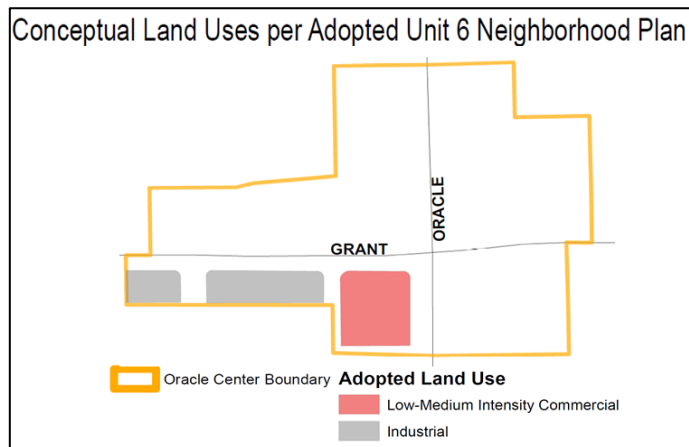 Conceptual Land Uses per Adopted Unit 6 Neighborhood Plan
ORACLE
GRANT
Oracle Center Boundary
Adopted Land Use
Low-Medium Intensity Commercial
Industrial